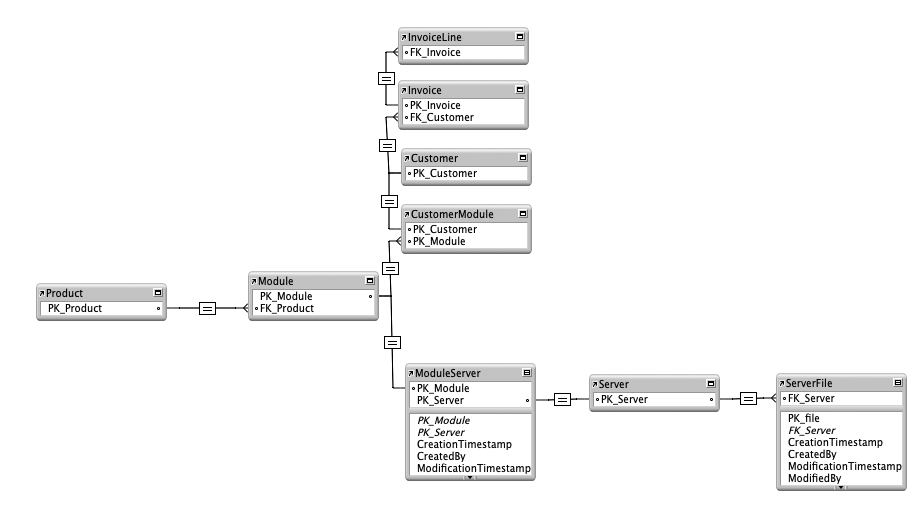 InvoiceLine
FK_Invoice
Invoice
PK_Invoice
FK_Customer
Customer
PK_Customer
CustomerModule
PK_Customer
PK_Module
Product
PK_Product
Module
PK_Module
FK_Product
ModuleServer
PK_Module
PK_Server
PK_Module
PK_Server
CreationTimestamp
CreatedBy
ModificationTimestamp
Server
PK_Server
ServerFile
FK_Server
PK_file
FK_Server
CreationTimestamp
CreatedBy
ModificationTimestamp
ModifiedBy